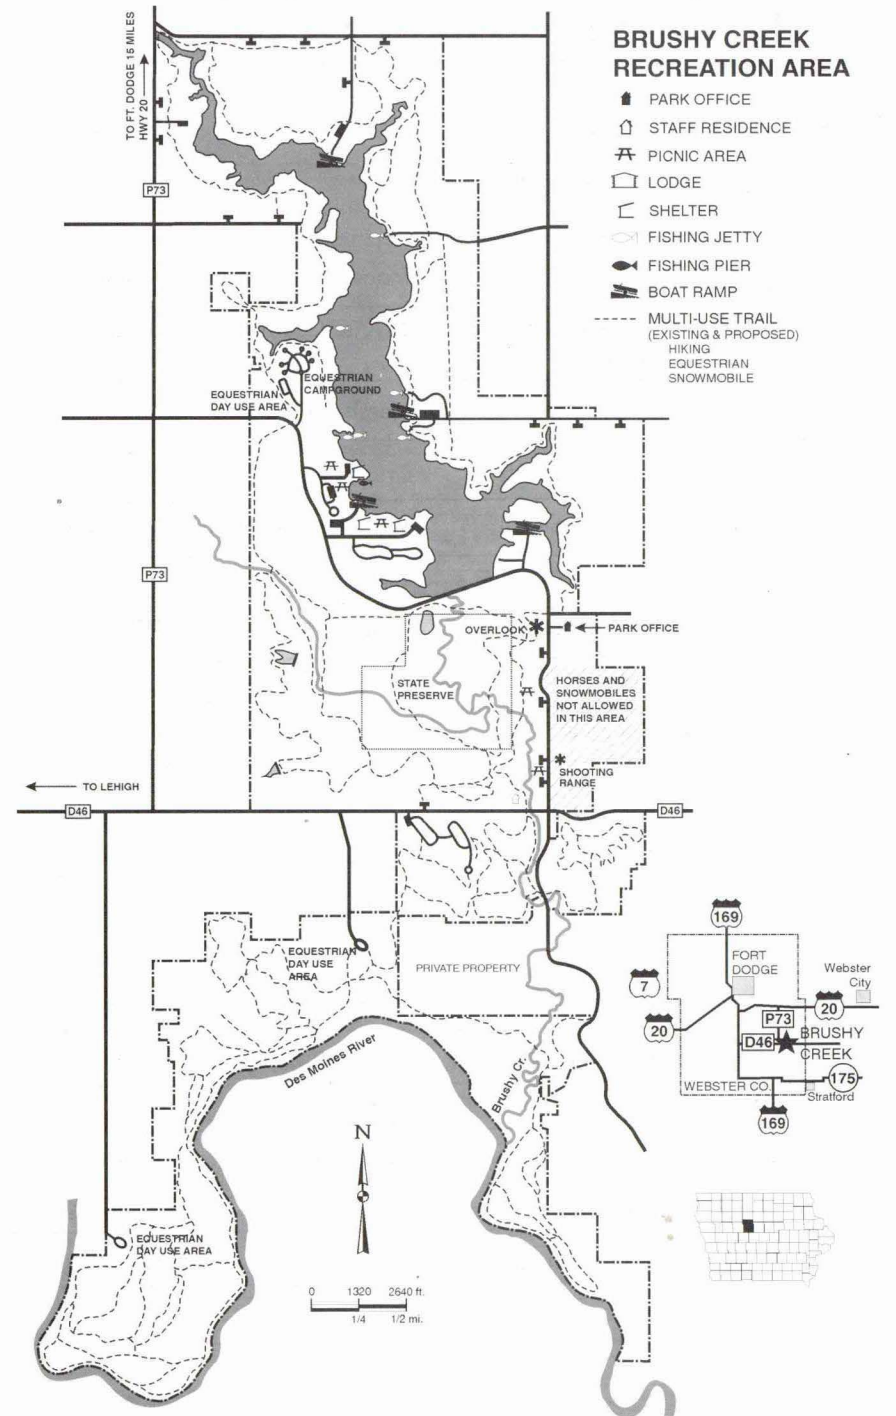 BRUSHY CREEK
RECREATION AREA
PARK OFFICE
STAFF RESIDENCE
PICNIC AREA
LODGE
SHELTER
FISHING JETTY
FISHING PIER
BOAT RAMP
MULTI-USE TRAIL
(EXISTING & PROPOSED)
HIKING
EQUESTRIAN
SNOWMOBILE
TO FT. DODGE 15 MILES
HWY 20
P73
EQUESTRIAN
CAMPGROUND
EQUESTRIAN
DAY USE AREA
P73
OVERLOOK
PARK OFFICE
STATE
PRESERVE
HORSES AND
SNOWMOBILES
NOT ALLOWED
IN THIS AREA
SHOOTING
RANGE
TO LEHIGH
D46
D46
EQUESTRIAN
DAY USE
AREA
PRIVATE PROPERTY
Des Moines River
Brushy Cr.
EQUESTRIAN
DAY USE AREA
N
0 1320 2640 ft.
1/4 1/2 mi.
169
FORT
DODGE
Webster
City
7
20
20
P73
D46
BRUSHY
CREEK
WEBSTER CO.
175
Stratford
169